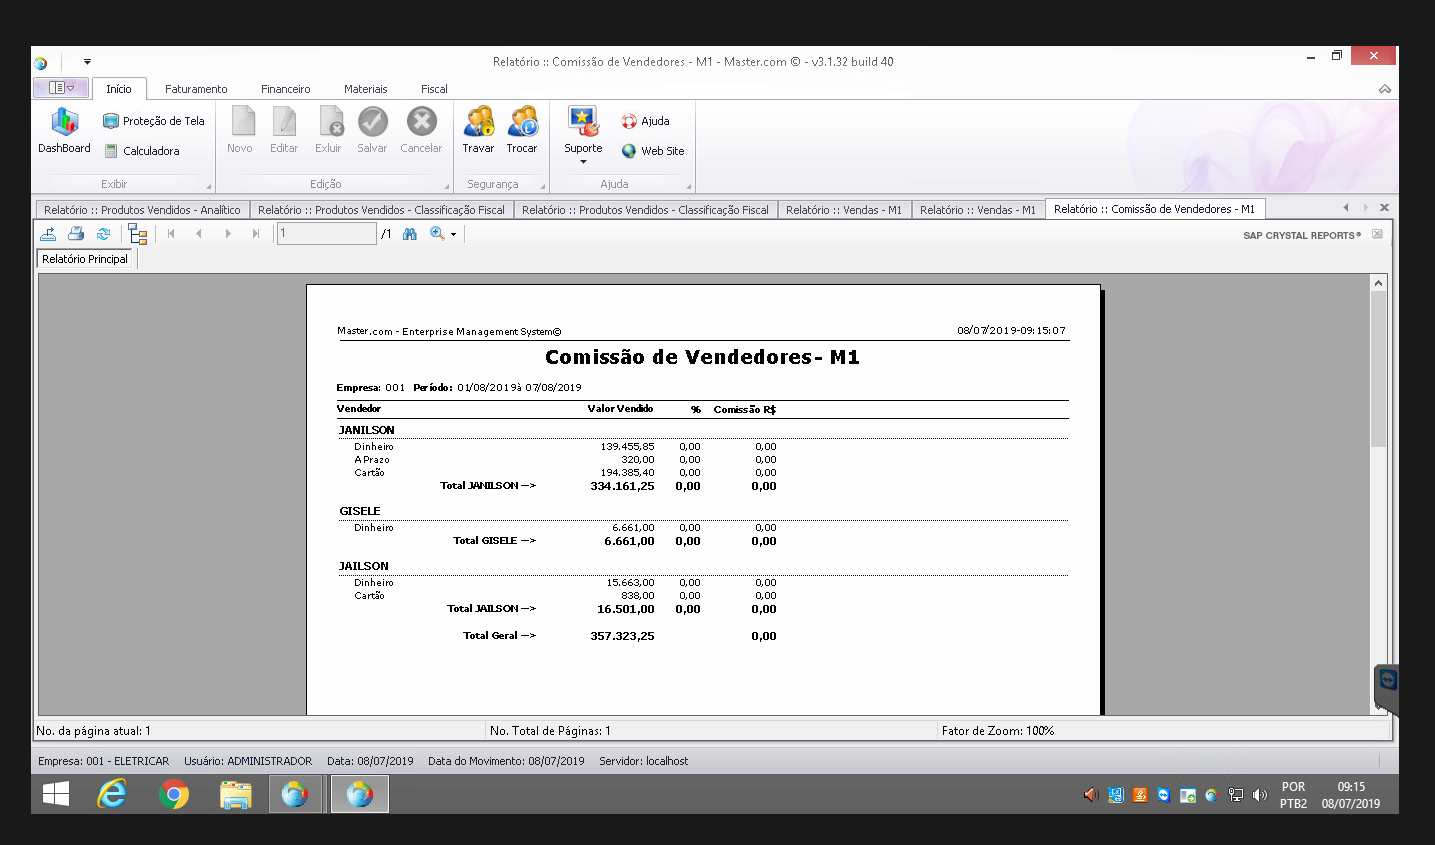 Relatório :: Comissão de Vendedores - M1 - Master.com © - v3.1.32 build 40
Início Faturamento Financeiro Materiais Fiscal
DashBoard
Proteção de Tela
Calculadora
Exibir
Novo Editar Exluir Salvar Cancelar
Edição
Travar Trocar
Segurança
Suporte
Ajuda
Web Site
Ajuda
Relatório :: Produtos Vendidos - Analítico Relatório :: Produtos Vendidos - Classificação Fiscal Relatório :: Produtos Vendidos - Classificação Fiscal Relatório :: Vendas - M1 Relatório :: Vendas - M1 Relatório :: Comissão de Vendedores - M1
1 /1 SAP CRYSTAL REPORTS®
Relatório Principal
Master.com - Enterprise Management System© 08/07/2019-09:15:07
Comissão de Vendedores- M1
Empresa: 001 Período: 01/08/2019à 07/08/2019
Vendedor Valor Vendido % Comissão R$
JANILSON
Dinheiro 139.455,85 0,00 0,00
A Prazo 320,00 0,00 0,00
Cartão 194.385,40 0,00 0,00
Total JANILSON --> 334.161,25 0,00 0,00
GISELE
Dinheiro 6.661,00 0,00 0,00
Total GISELE --> 6.661,00 0,00 0,00
JAILSON
Dinheiro 15.663,00 0,00 0,00
Cartão 838,00 0,00 0,00
Total JAILSON --> 16.501,00 0,00 0,00
Total Geral --> 357.323,25 0,00
No. da página atual: 1 No. Total de Páginas: 1 Fator de Zoom: 100%
Empresa: 001 - ELETRICAR Usuário: ADMINISTRADOR Data: 08/07/2019 Data do Movimento: 08/07/2019 Servidor: localhost
POR 09:15
PTB2 08/07/2019